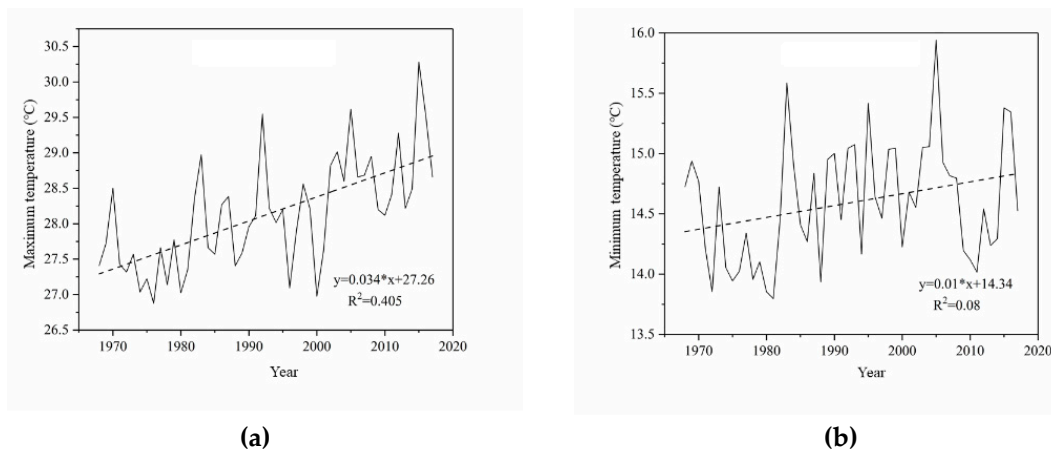 30.5
30.0
29.5
29.0
28.5
28.0
27.5
27.0
26.5
Maximum temperature (℃)
y=0.034*x+27.26
R²=0.405
1970 1980 1990 2000 2010 2020
Year
(a)
16.0
15.5
15.0
14.5
14.0
13.5
Minimum temperature (℃)
y=0.01*x+14.34
R²=0.08
1970 1980 1990 2000 2010 2020
Year
(b)